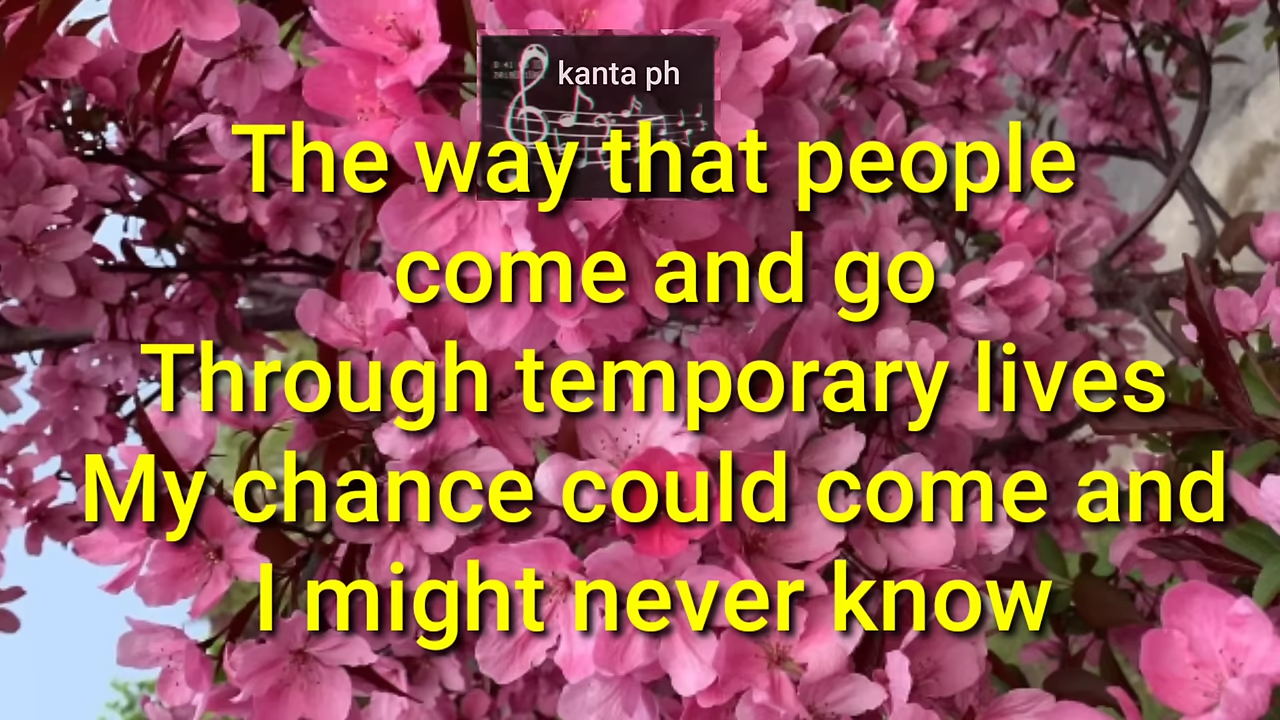 kanta ph
The way that people
come and go
Through temporary lives
My chance could come and
I might never know